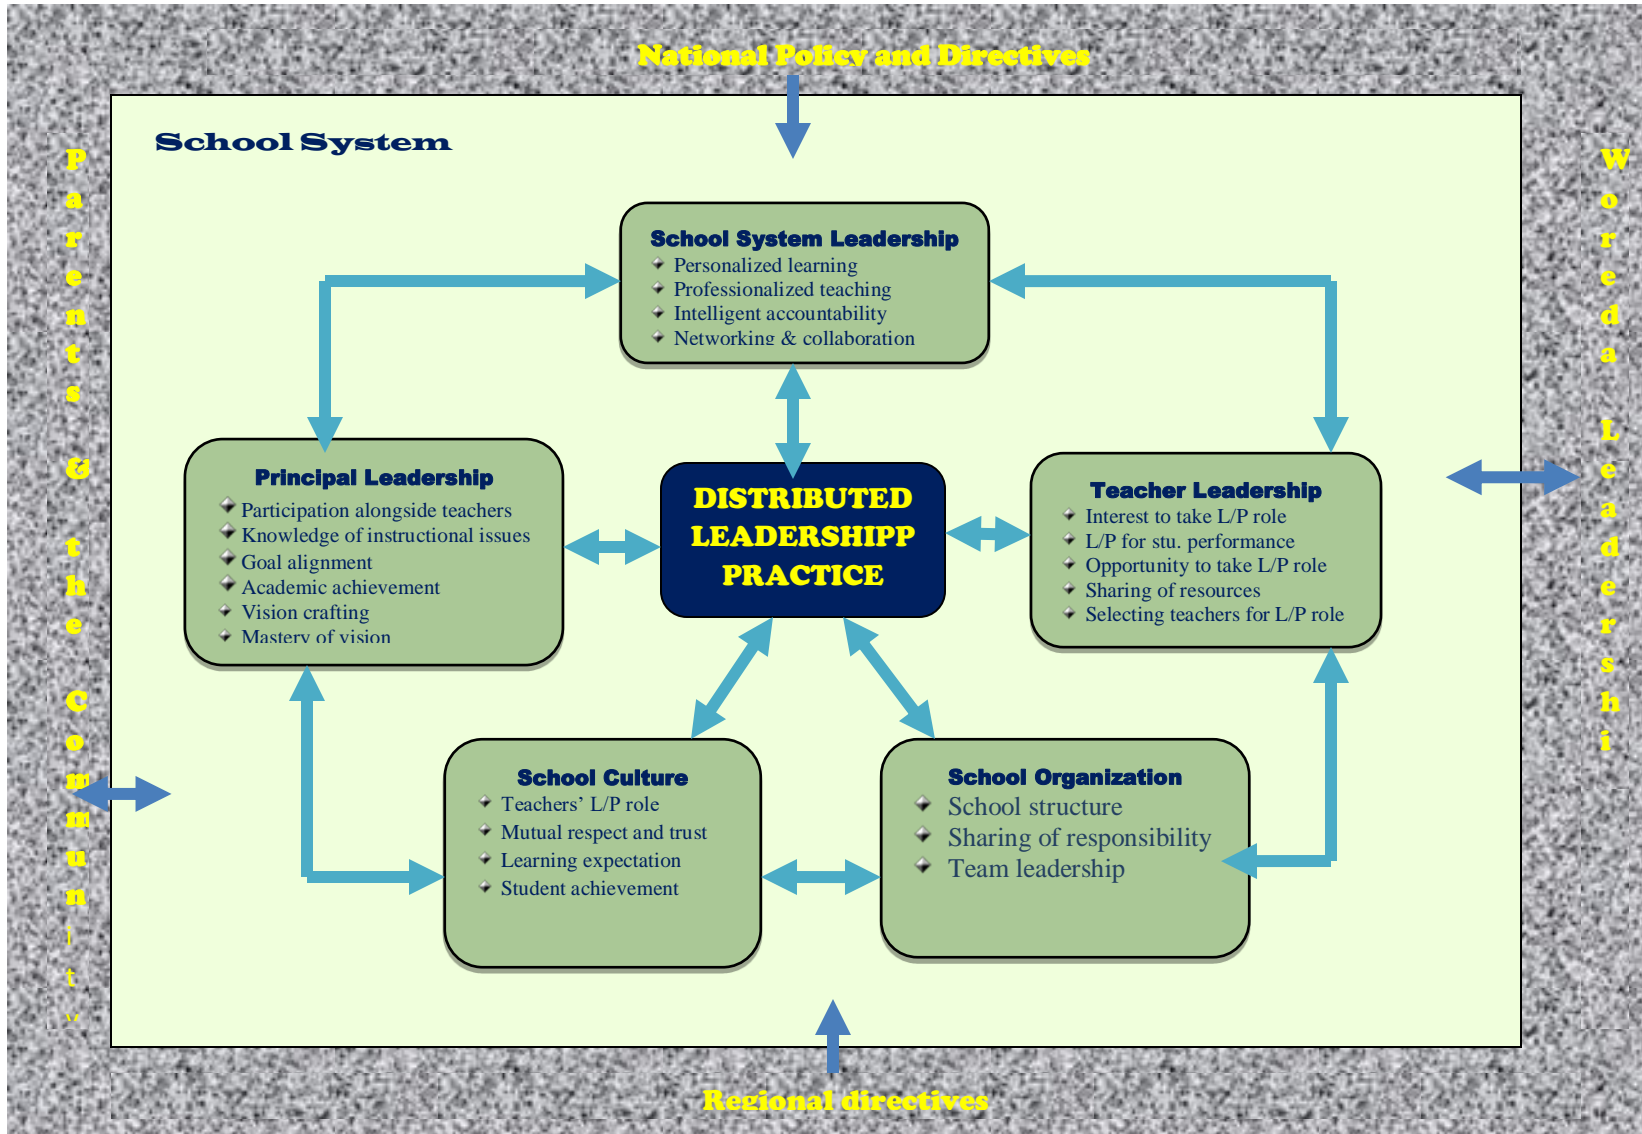 National Policy and Directives
School System
Parents & the Community
Woreda Leadershi
School System Leadership
Personalized learning
Professionalized teaching
Intelligent accountability
Networking & collaboration
Principal Leadership
Participation alongside teachers
Knowledge of instructional issues
Goal alignment
Academic achievement
Vision crafting
Mastery of vision
DISTRIBUTED
LEADERSHIPP
PRACTICE
Teacher Leadership
Interest to take L/P role
L/P for stu. performance
Opportunity to take L/P role
Sharing of resources
Selecting teachers for L/P role
School Culture
Teachers’ L/P role
Mutual respect and trust
Learning expectation
Student achievement
School Organization
School structure
Sharing of responsibility
Team leadership
Regional directives